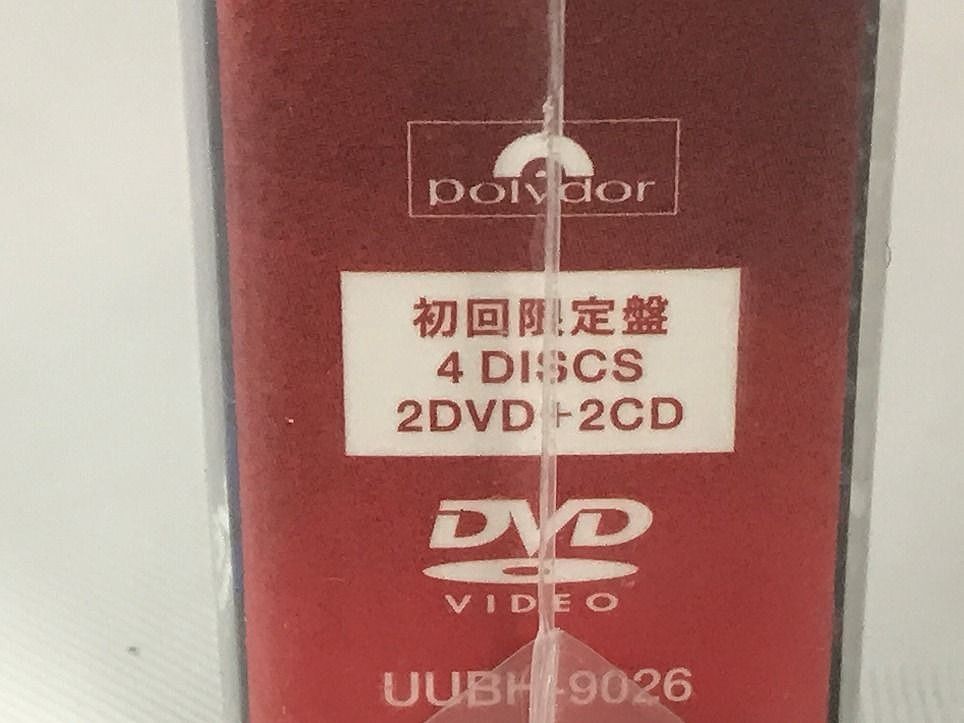 polydor
初回限定盤
4 DISCS
2DVD+2CD
DVD
VIDEO
UUBH-9026